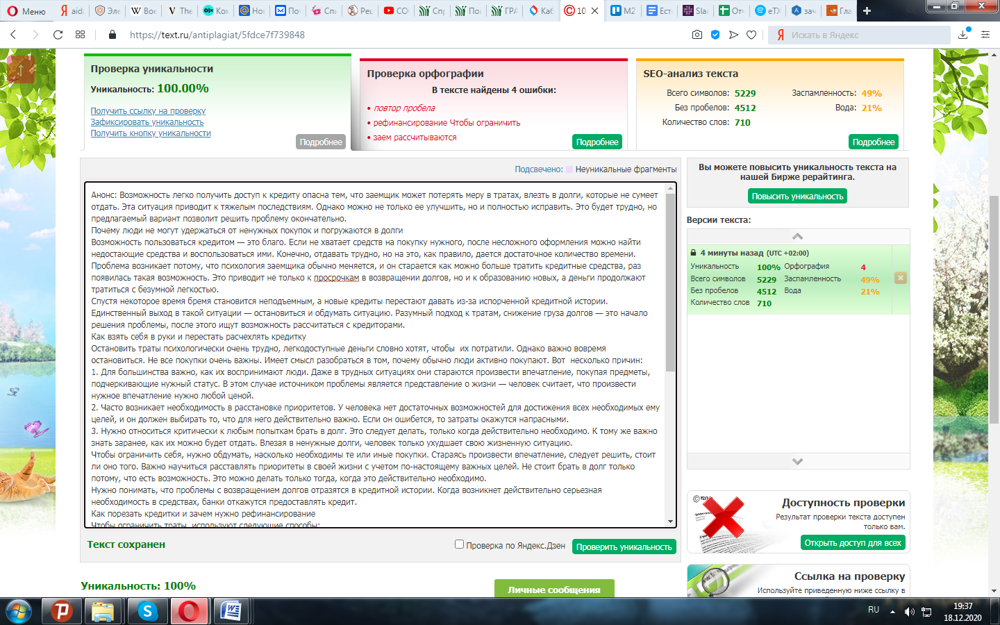 Меню
aida
Эле
Вое
The
Ком
Нов
Поч
Спи
Рец
СОС
Спр
Пои
ГРА
Каб
10
М2
Ест
Slac
Отч
eTX
зач
Гла
https://text.ru/antiplagiat/5fdce7f739848
Искать в Яндекс
Проверка уникальности
Уникальность: 100.00%
Получить ссылку на проверку
Зафиксировать уникальность
Получить кнопку уникальности
Подробнее
Проверка орфографии
В тексте найдены 4 ошибки:
• повтор пробела
• рефинансирование Чтобы ограничить
• заем рассчитываются
Подробнее
SEO-анализ текста
Всего символов: 5229 Заспамленность: 49%
Без пробелов: 4512 Вода: 21%
Количество слов: 710
Подробнее
Подсвечено: Неуникальные фрагменты
Анонс: Возможность легко получить доступ к кредиту опасна тем, что заемщик может потерять меру в тратах, влезть в долги, которые не сумеет
отдать. Эта ситуация приводит к тяжелым последствиям. Однако можно не только ее улучшить, но и полностью исправить. Это будет трудно, но
предлагаемый вариант позволит решить проблему окончательно.
Почему люди не могут удержаться от ненужных покупок и погружаются в долги
Возможность пользоваться кредитом — это благо. Если не хватает средств на покупку нужного, после несложного оформления можно найти
недостающие средства и воспользоваться ими. Конечно, отдавать трудно, но на это, как правило, дается достаточное количество времени.
Проблема возникает потому, что психология заемщика обычно меняется, и он старается как можно больше тратить кредитные средства, раз
появилась такая возможность. Это приводит не только к просрочкам в возвращении долгов, но и к образованию новых, а деньги продолжают
тратиться с безумной легкостью.
Спустя некоторое время бремя становится неподъемным, а новые кредиты перестают давать из-за испорченной кредитной истории.
Единственный выход в такой ситуации — остановиться и обдумать ситуацию. Разумный подход к тратам, снижение груза долгов — это начало
решения проблемы, после этого ищут возможность рассчитаться с кредиторами.
Как взять себя в руки и перестать расчехлять кредитку
Остановить траты психологически очень трудно, легкодоступные деньги словно хотят, чтобы  их потратили. Однако важно вовремя
остановиться. Не все покупки очень важны. Имеет смысл разобраться в том, почему обычно люди активно покупают. Вот  несколько причин:
1. Для большинства важно, как их воспринимают люди. Даже в трудных ситуациях они стараются произвести впечатление, покупая предметы,
подчеркивающие нужный статус. В этом случае источником проблемы является представление о жизни — человек считает, что произвести
нужное впечатление нужно любой ценой.
2. Часто возникает необходимость в расстановке приоритетов. У человека нет достаточных возможностей для достижения всех необходимых ему
целей, и он должен выбирать то, что для него действительно важно. Если он ошибется, то затраты окажутся напрасными.
3. Нужно относиться критически к любым попыткам брать в долг. Это следует делать, только когда действительно необходимо. К тому же важно
знать заранее, как их можно будет отдать. Влезая в ненужные долги, человек только ухудшает свою жизненную ситуацию.
Чтобы ограничить себя, нужно обдумать, насколько необходимы те или иные покупки. Стараясь произвести впечатление, следует решить, стоит
ли оно того. Важно научиться расставлять приоритеты в своей жизни с учетом по-настоящему важных целей. Не стоит брать в долг только
потому, что есть возможность. Это можно делать только тогда, когда это действительно необходимо.
Нужно понимать, что проблемы с возвращением долгов отразятся в кредитной истории. Когда возникнет действительно серьезная
необходимость в средствах, банки откажутся предоставлять кредит.
Как порезать кредитки и зачем нужно рефинансирование
Чтобы ограничить траты, используют следующие способы:
Текст сохранен
Проверка по Яндекс.Дзен
Проверить уникальность
Уникальность: 100%
Личные сообщения
Вы можете повысить уникальность текста на
нашей Бирже рерайтинга.
Повысить уникальность
Версии текста:
4 минуты назад (UTC +02:00)
Уникальность 100% Орфография 4
Всего символов 5229 Заспамленность 49%
Без пробелов 4512 Вода 21%
Количество слов 710
Доступность проверки
Результат проверки текста доступен
только вам.
Открыть доступ для всех
Ссылка на проверку
Используйте приведенную ниже ссылку в
RU
19:37
18.12.2020